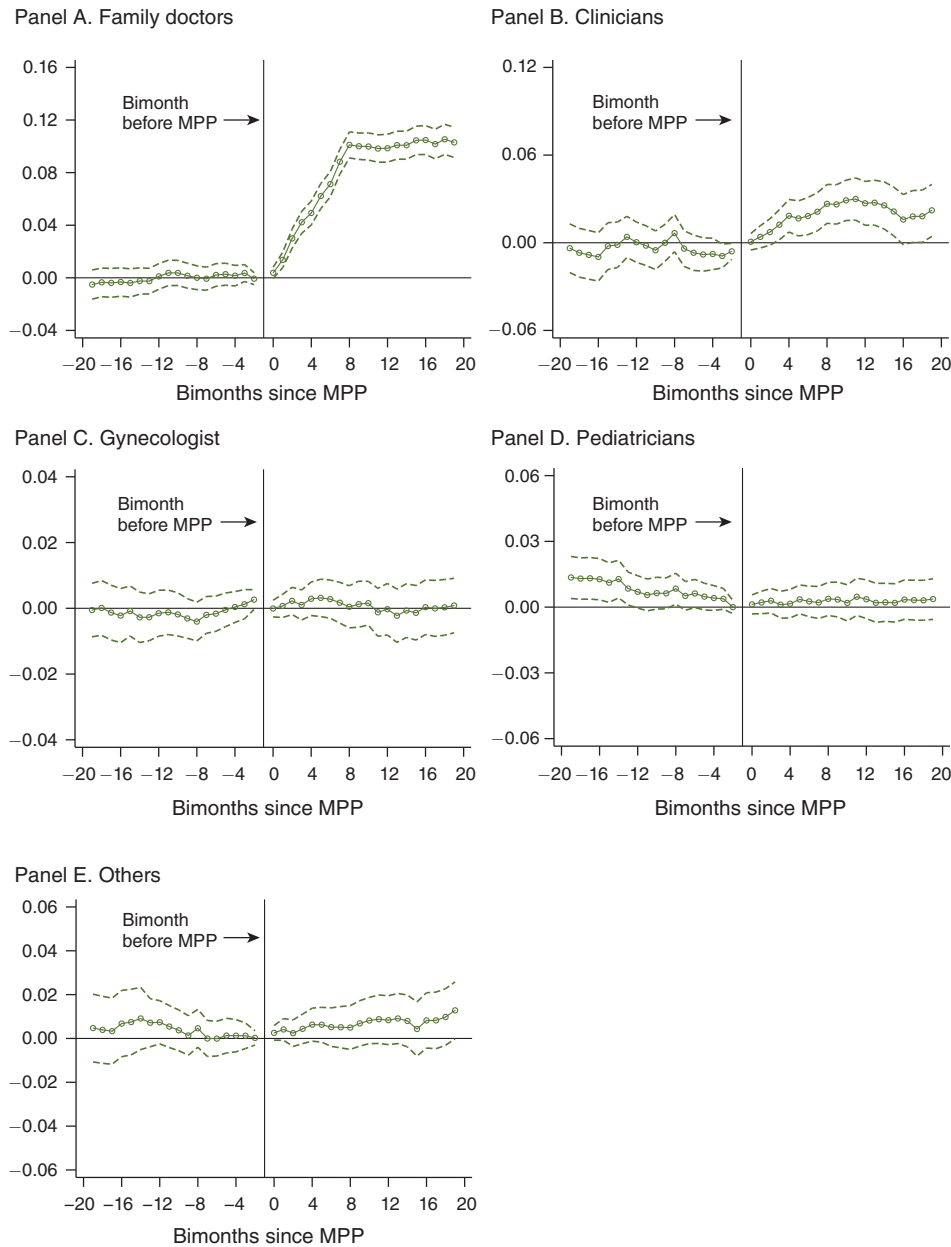 Panel A. Family doctors
0.16
0.12
0.08
0.04
0.00
−0.04
Bimonth
before MPP
−20 −16 −12 −8 −4 0 4 8 12 16 20
Bimonths since MPP
Panel B. Clinicians
0.12
0.06
0.00
−0.06
Bimonth
before MPP
−20 −16 −12 −8 −4 0 4 8 12 16 20
Bimonths since MPP
Panel C. Gynecologist
0.04
0.02
0.00
−0.02
−0.04
Bimonth
before MPP
−20 −16 −12 −8 −4 0 4 8 12 16 20
Bimonths since MPP
Panel D. Pediatricians
0.06
0.03
0.00
−0.03
−0.06
Bimonth
before MPP
−20 −16 −12 −8 −4 0 4 8 12 16 20
Bimonths since MPP
Panel E. Others
0.06
0.04
0.02
0.00
−0.02
−0.04
−0.06
Bimonth
before MPP
−20 −16 −12 −8 −4 0 4 8 12 16 20
Bimonths since MPP